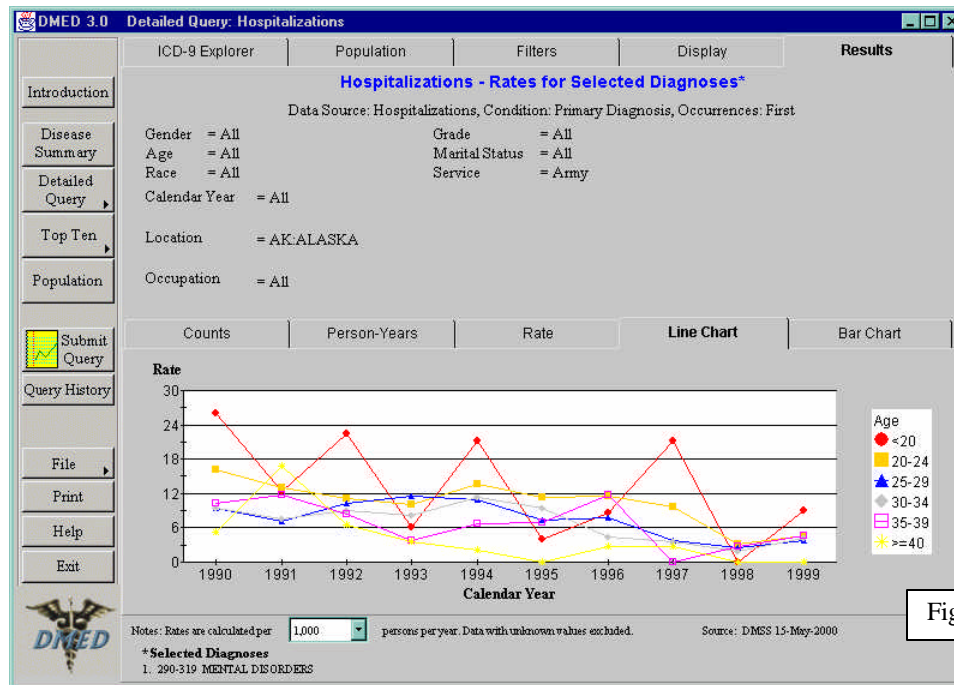 DMED 3.0 Detailed Query: Hospitalizations
ICD-9 Explorer Population Filters Display Results
Introduction
Disease
Summary
Detailed
Query
Top Ten
Population
Submit
Query
Query History
File
Print
Help
Exit
DMED
Hospitalizations - Rates for Selected Diagnoses*
Data Source: Hospitalizations, Condition: Primary Diagnosis, Occurrences: First
Gender = All Grade = All
Age = All Marital Status = All
Race = All Service = Army
Calendar Year = All
Location = AK:ALASKA
Occupation = All
Counts Person-Years Rate Line Chart Bar Chart
Rate
30
24
18
12
6
0
1990 1991 1992 1993 1994 1995 1996 1997 1998 1999
Calendar Year
Age
<20
20-24
25-29
30-34
35-39
>=40
Fig
Notes: Rates are calculated per 1,000 persons per year. Data with unknown values excluded. Source: DMSS 15-May-2000
*Selected Diagnoses
1. 290-319 MENTAL DISORDERS